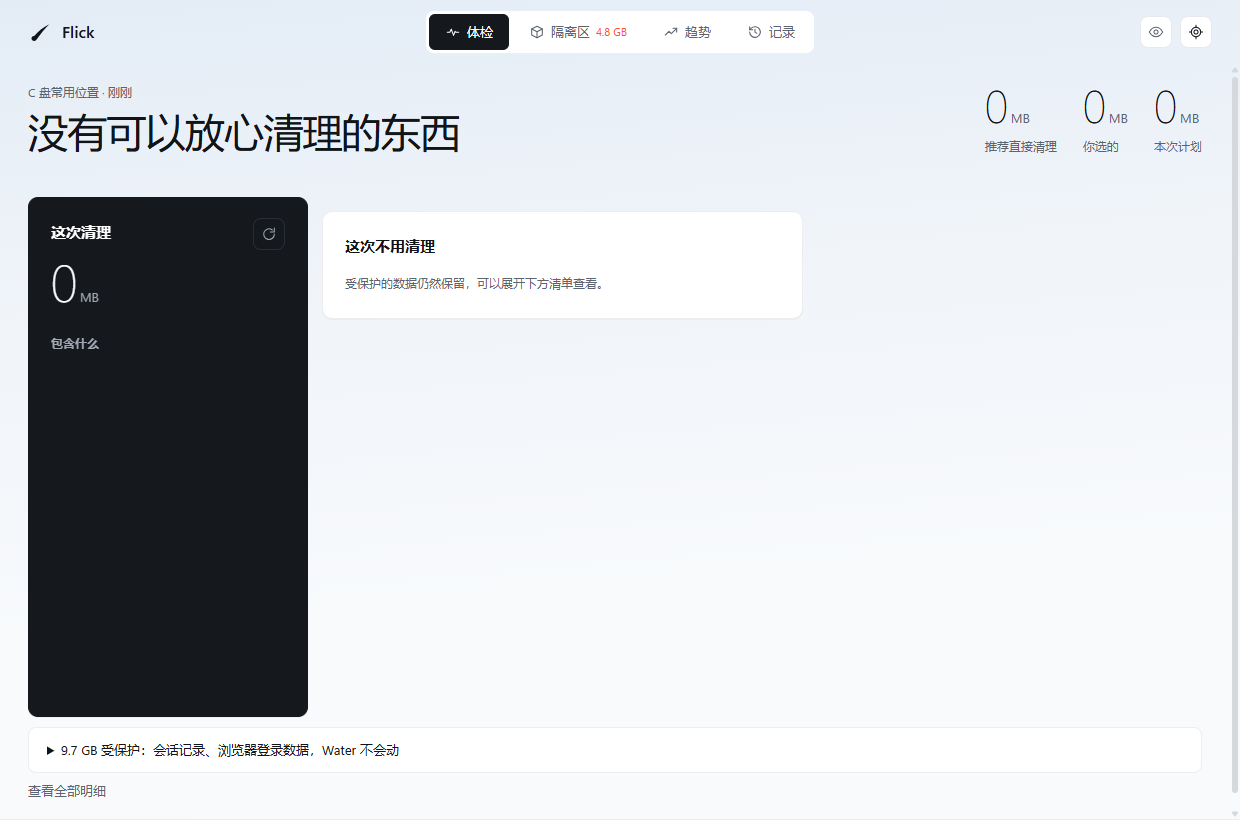 Flick
体检
隔离区 4.8 GB
趋势
记录
C 盘常用位置 · 刚刚
没有可以放心清理的东西
0 MB
推荐直接清理
0 MB
你选的
0 MB
本次计划
这次清理
0 MB
包含什么
这次不用清理
受保护的数据仍然保留，可以展开下方清单查看。
9.7 GB 受保护：会话记录、浏览器登录数据，Water 不会动
查看全部明细